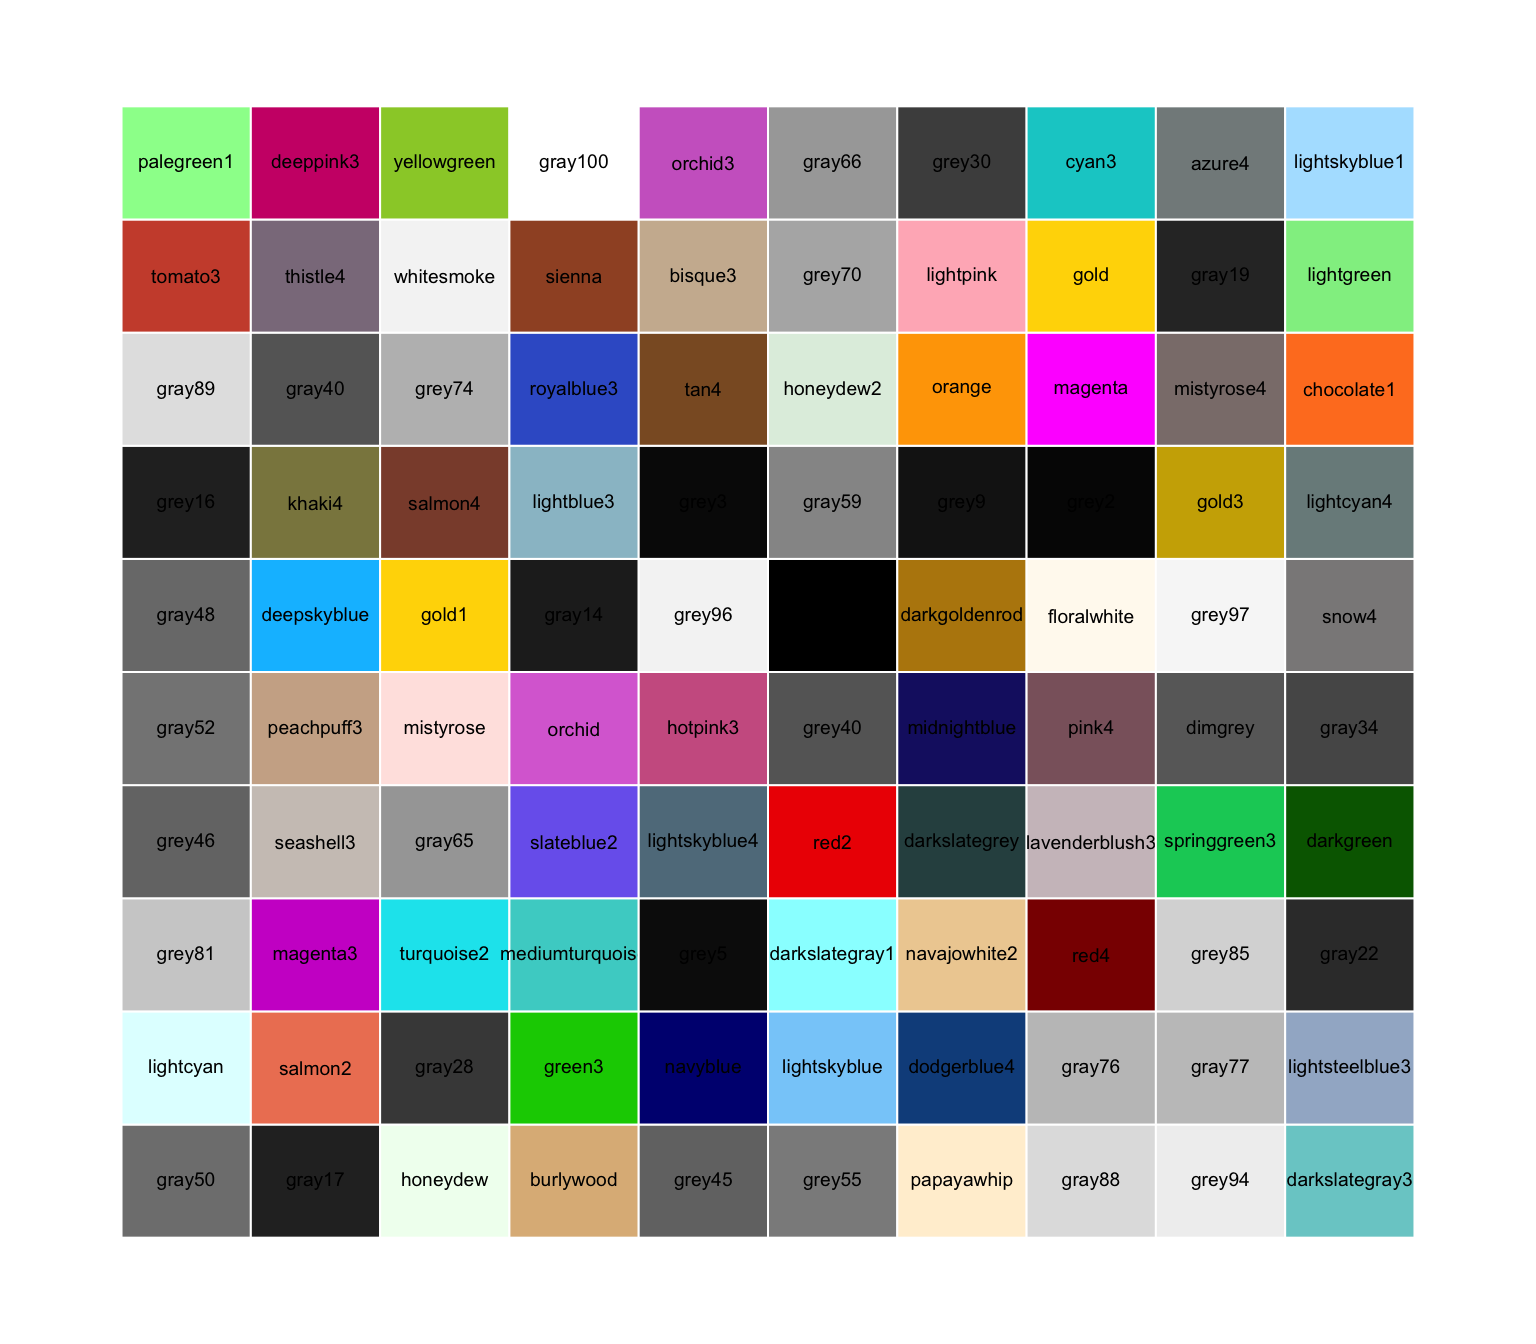 palegreen1 deeppink3 yellowgreen gray100 orchid3 gray66 grey30 cyan3 azure4 lightskyblue1
tomato3 thistle4 whitesmoke sienna bisque3 grey70 lightpink gold gray19 lightgreen
gray89 gray40 grey74 royalblue3 tan4 honeydew2 orange magenta mistyrose4 chocolate1
grey16 khaki4 salmon4 lightblue3 grey3 gray59 grey9 grey2 gold3 lightcyan4
gray48 deepskyblue gold1 gray14 grey96 darkgoldenrod floralwhite grey97 snow4
gray52 peachpuff3 mistyrose orchid hotpink3 grey40 midnightblue pink4 dimgrey gray34
grey46 seashell3 gray65 slateblue2 lightskyblue4 red2 darkslategrey lavenderblush3 springgreen3 darkgreen
grey81 magenta3 turquoise2 mediumturquois grey5 darkslategray1 navajowhite2 red4 grey85 gray22
lightcyan salmon2 gray28 green3 navyblue lightskyblue dodgerblue4 gray76 gray77 lightsteelblue3
gray50 gray17 honeydew burlywood grey45 grey55 papayawhip gray88 grey94 darkslategray3